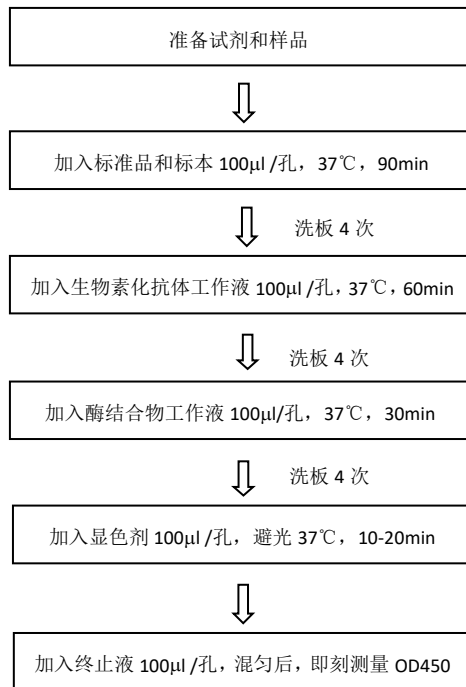 准备试剂和样品
加入标准品和标本 100μl /孔，37℃，90min
洗板 4 次
加入生物素化抗体工作液 100μl /孔，37℃，60min
洗板 4 次
加入酶结合物工作液 100μl/孔，37℃，30min
洗板 4 次
加入显色剂 100μl /孔，避光 37℃，10-20min
加入终止液 100μl /孔，混匀后，即刻测量 OD450